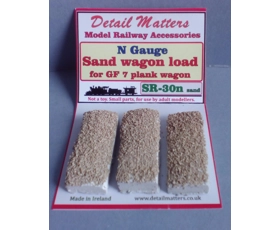 Detail Matters
Model Railway Accessories
N Gauge
Sand wagon load
for GF 7 plank wagon
SR-30n sand
Not a toy. Small parts, for use by adult modellers.
Made in Ireland www.detailmatters.co.uk